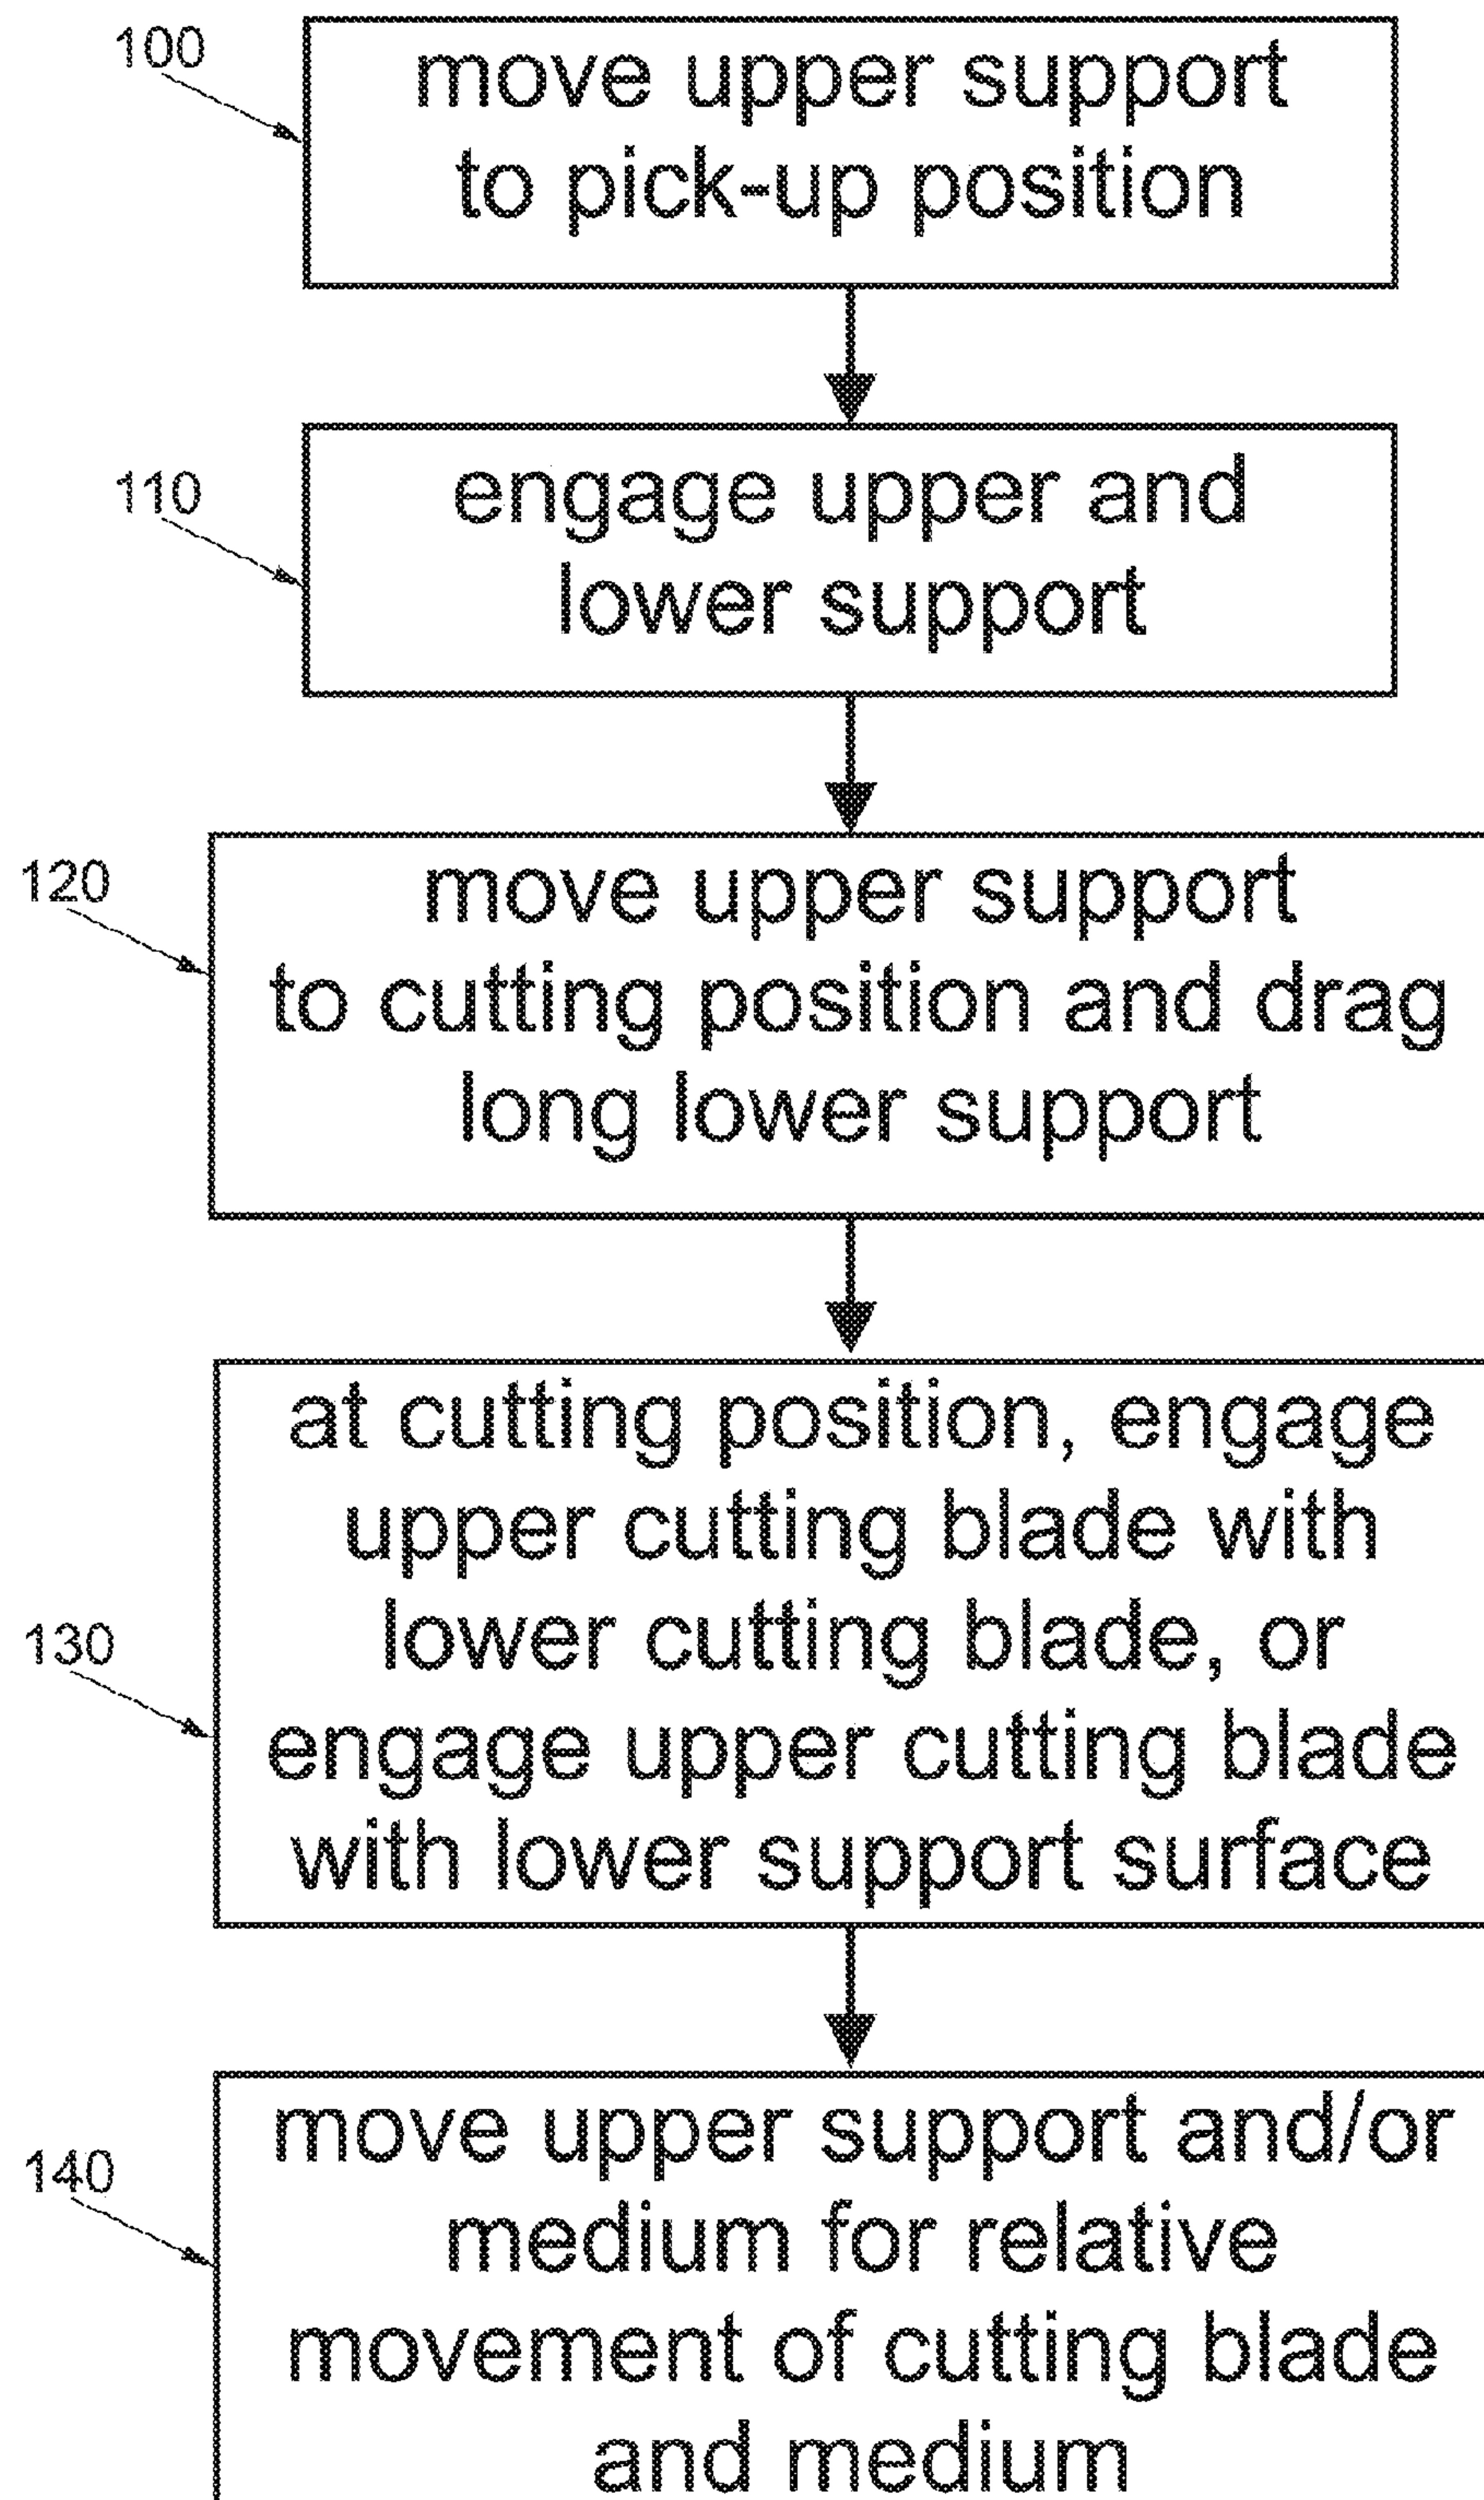 100
move upper support
to pick-up position
110
engage upper and
lower support
120
move upper support
to cutting position and drag
long lower support
130
at cutting position, engage
upper cutting blade with
lower cutting blade, or
engage upper cutting blade
with lower support surface
140
move upper support and/or
medium for relative
movement of cutting blade
and medium